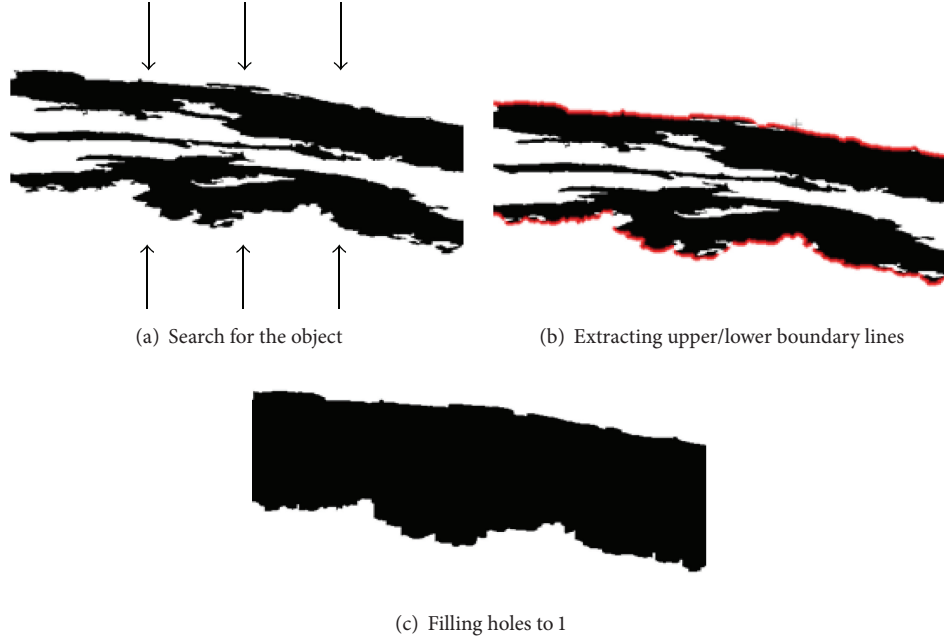 (a) Search for the object
(b) Extracting upper/lower boundary lines
(c) Filling holes to 1